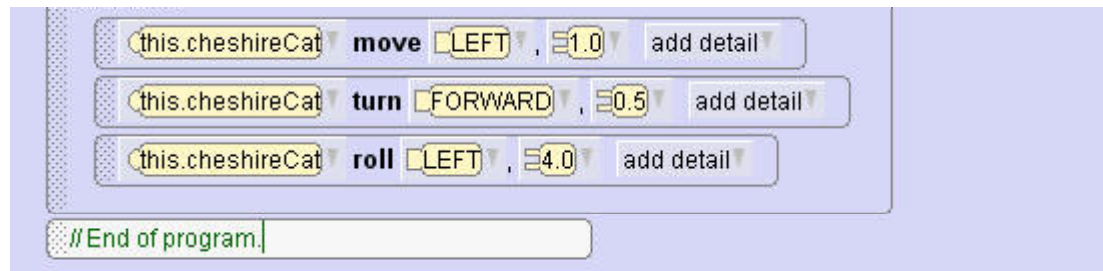 this.cheshireCat move LEFT , 1.0 add detail
this.cheshireCat turn FORWARD , 0.5 add detail
this.cheshireCat roll LEFT , 4.0 add detail
//End of program.